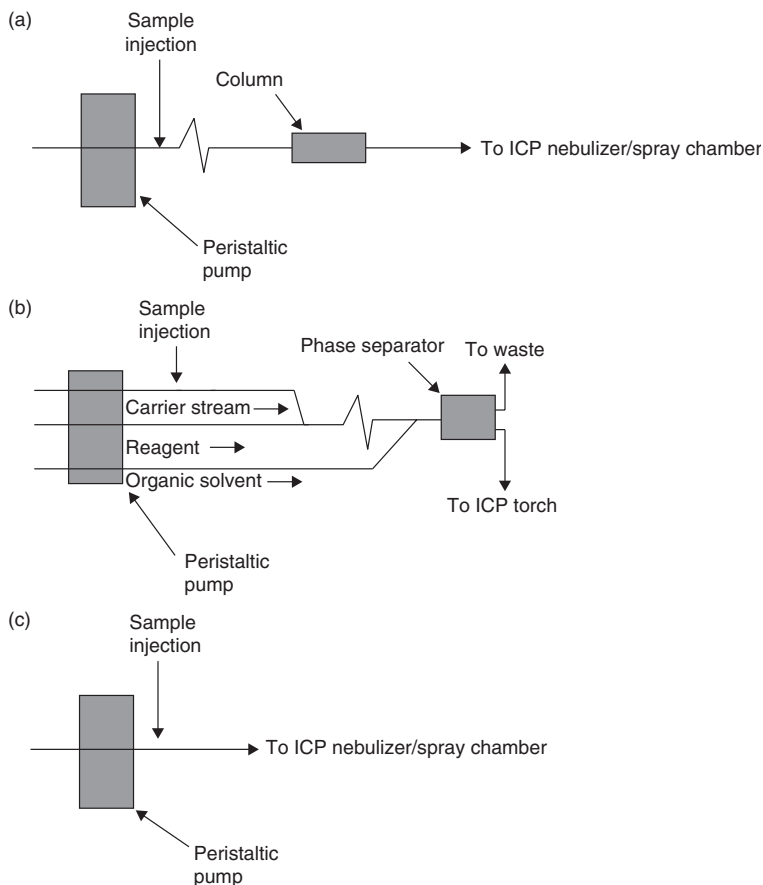 (a)
Sample
injection
Column
To ICP nebulizer/spray chamber
Peristaltic
pump
(b)
Sample
injection
Phase separator
To waste
Carrier stream
Reagent
Organic solvent
To ICP torch
Peristaltic
pump
(c)
Sample
injection
To ICP nebulizer/spray chamber
Peristaltic
pump